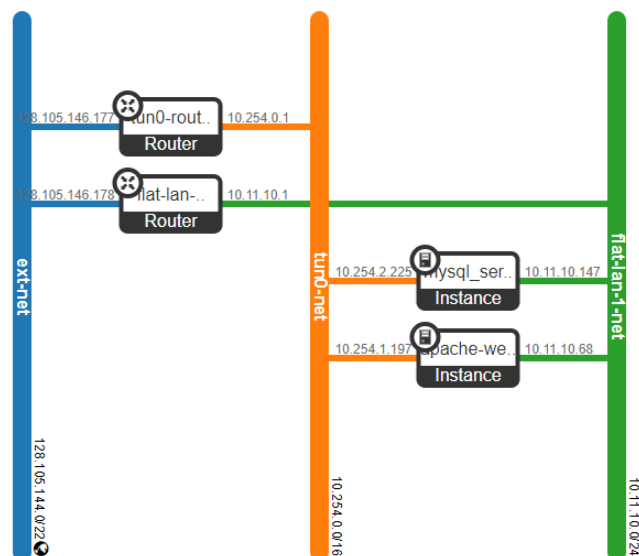 128.105.146.177
tun0-rout..
10.254.0.1
Router
128.105.146.178
flat-lan-..
10.11.10.1
Router
ext-net
tun0-net
flat-lan-1-net
10.254.2.225
mysql_ser..
10.11.10.147
Instance
10.254.1.197
apache-we..
10.11.10.68
Instance
128.105.144.0/22
10.254.0.0/16
10.11.10.0/24